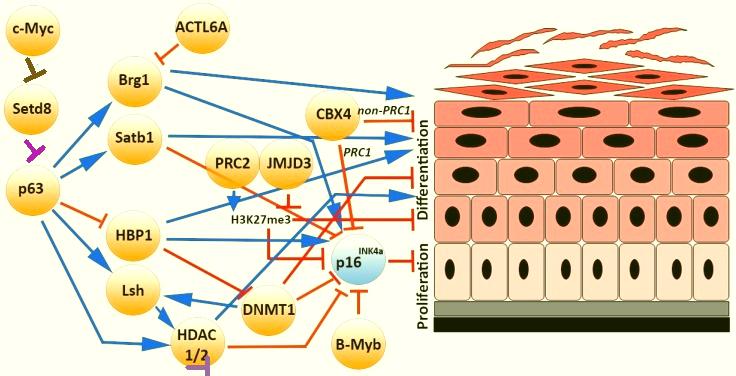 c-Myc
ACTL6A
Brg1
Setd8
CBX4
non-PRC1
Satb1
PRC1
PRC2
JMJD3
p63
H3K27me3
HBP1
p16INK4a
Lsh
DNMT1
HDAC
1/2
B-Myb
Differentiation
Proliferation